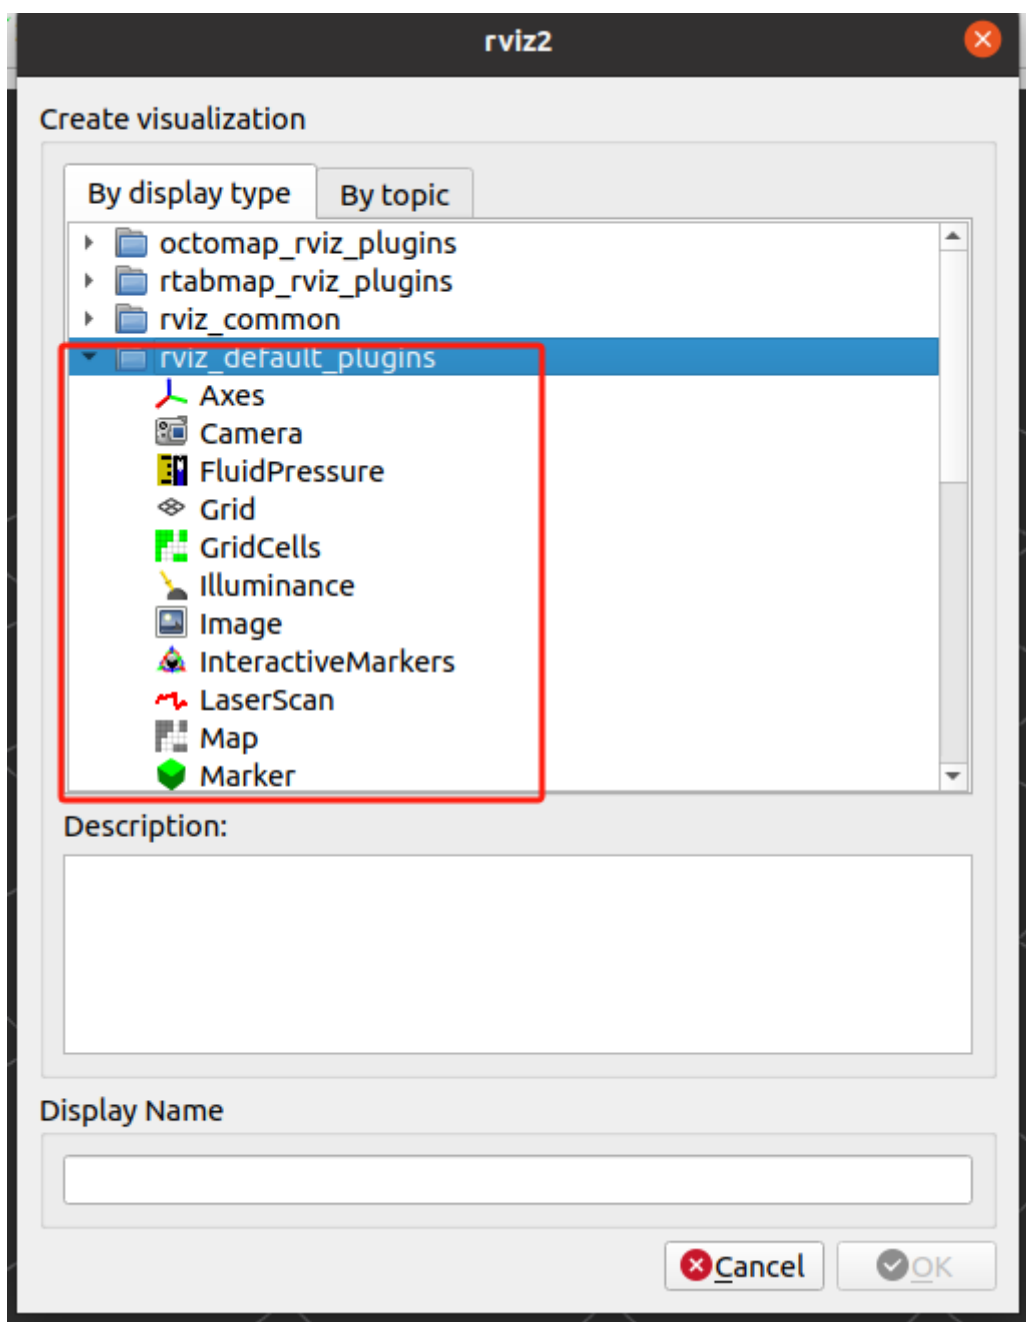 rviz2
Create visualization
By display type
By topic
octomap_rviz_plugins
rtabmap_rviz_plugins
rviz_common
rviz_default_plugins
Axes
Camera
FluidPressure
Grid
GridCells
Illuminance
Image
InteractiveMarkers
LaserScan
Map
Marker
Description:
Display Name
Cancel
OK